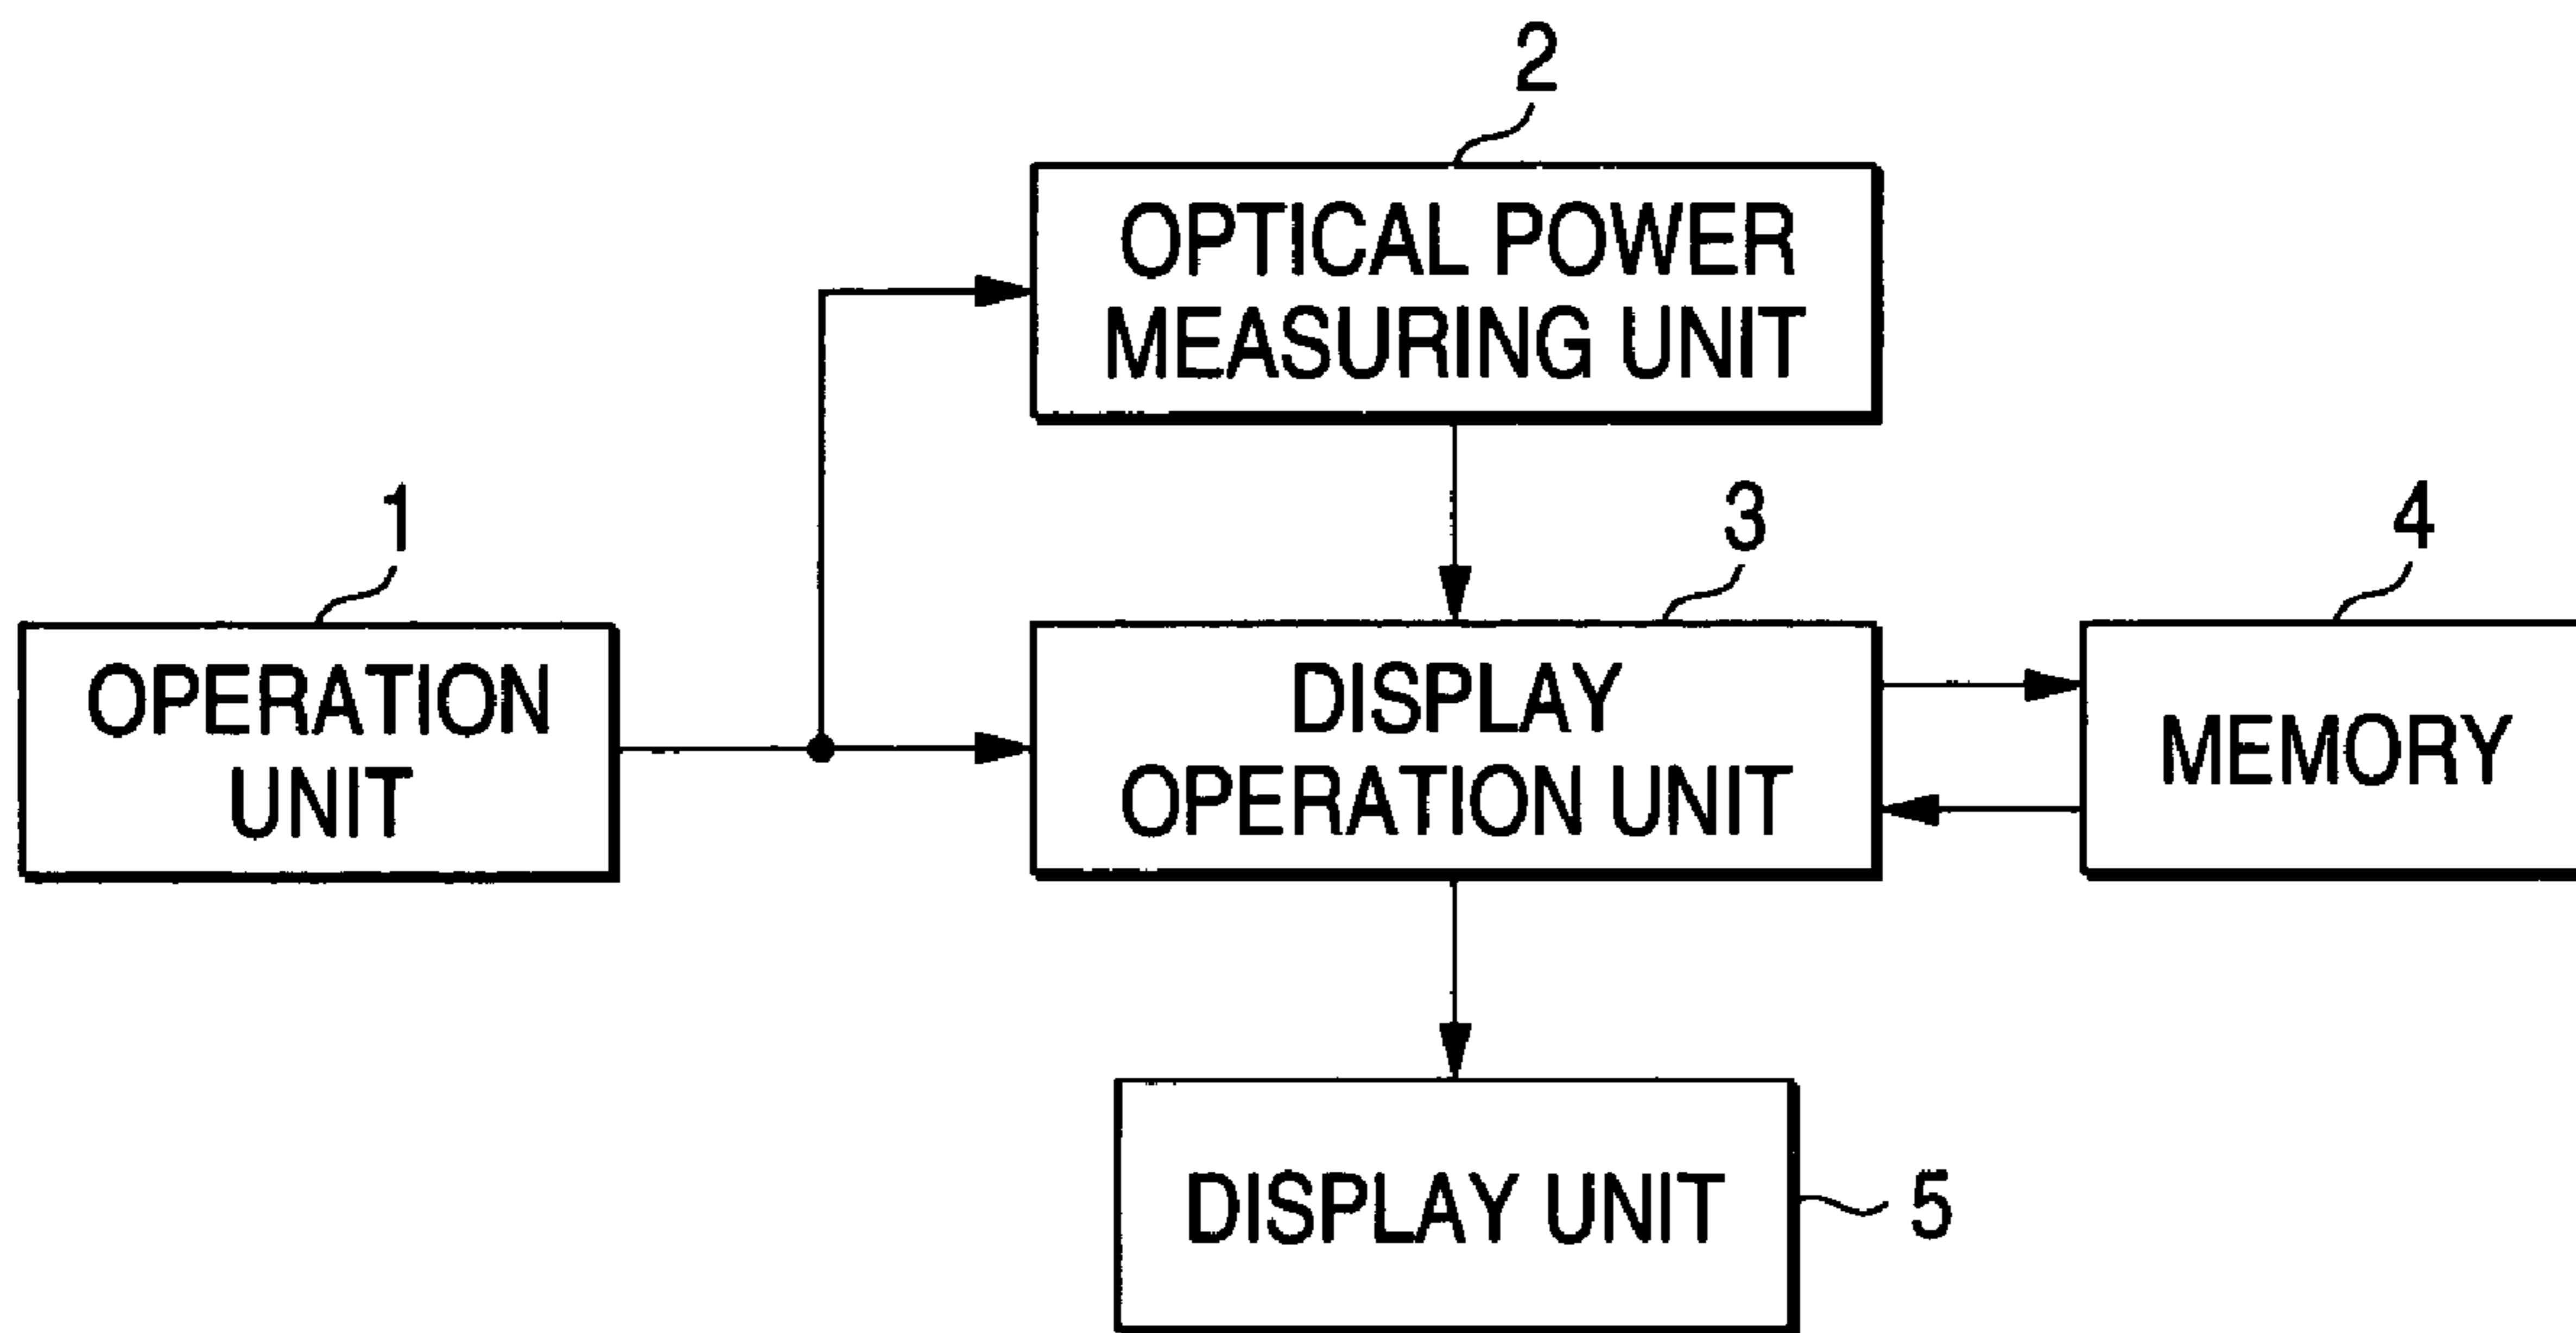 2
OPTICAL POWER
MEASURING UNIT
1
OPERATION
UNIT
3
DISPLAY
OPERATION UNIT
4
MEMORY
DISPLAY UNIT
5